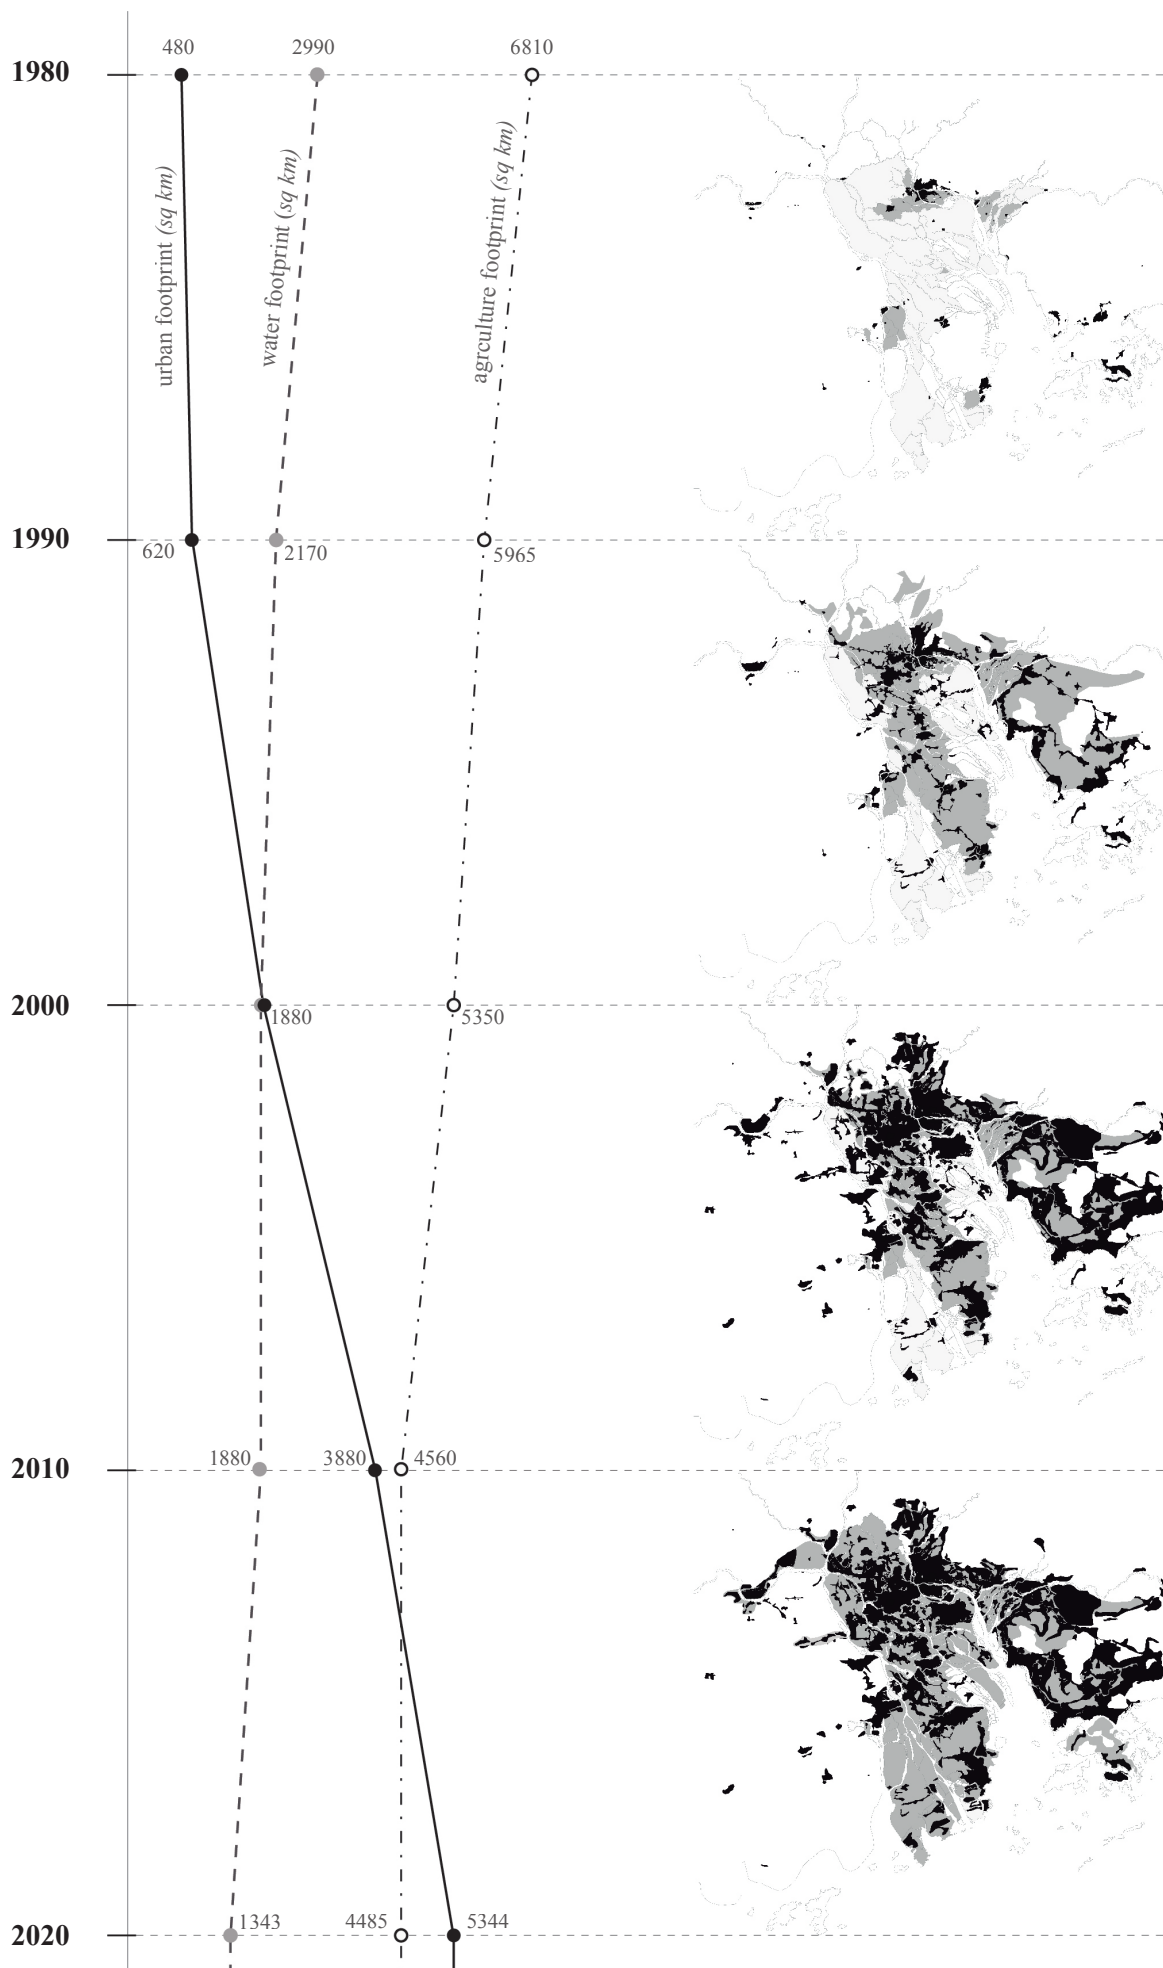 480 2990 6810
1980
urban footprint (sq km)
water footprint (sq km)
agrculture footprint (sq km)
1990
620 2170 5965
2000
1880 5350
1880 3880 4560
2010
1343 4485 5344
2020